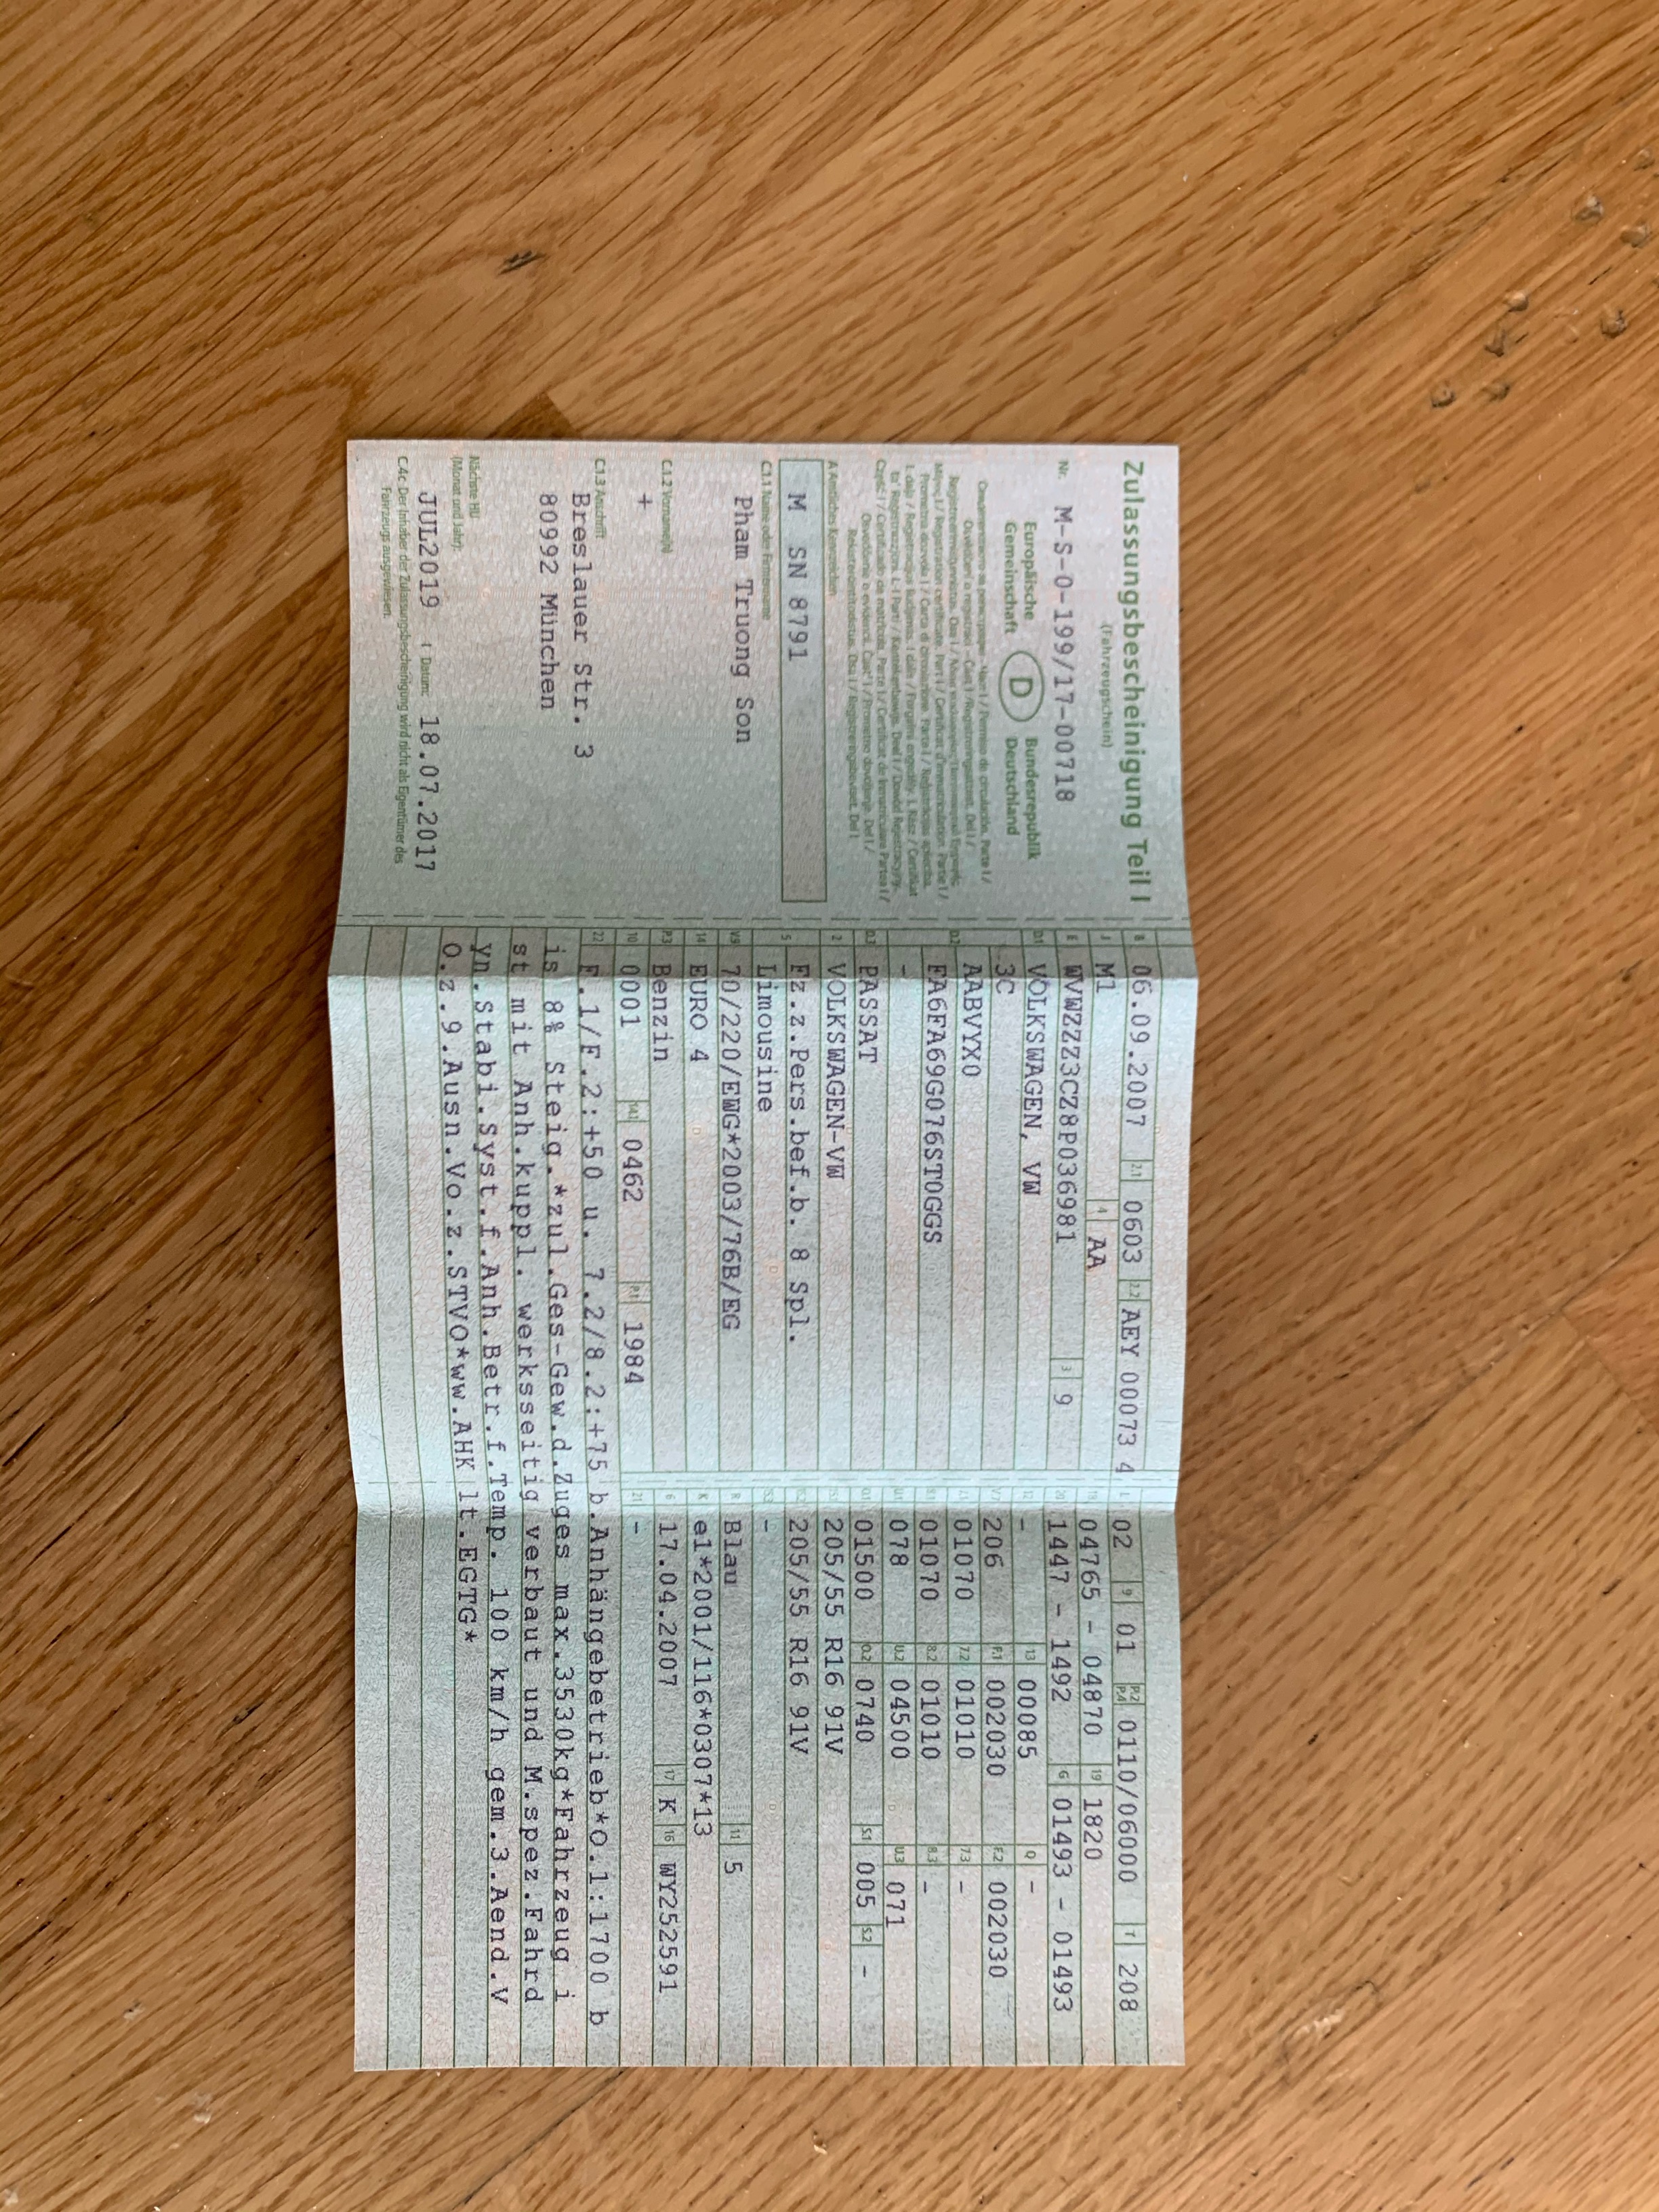 Zulassungsbescheinigung Teil I
(Fahrzeugschein)
Nr. M-S-O-199/17-00718
Europäische Gemeinschaft D Bundesrepublik Deutschland
Свидетелство за регистрация - Част I / Permiso de circulación. Parte I /
Osvědčení o registraci - Část I / Registreringsattest. Del I /
Registreerimistunnistus. Osa I /
Μέρος I / Registration certificate. Part I / Certificat d'immatriculation. Partie I /
Prometna dozvola I / Carta di circolazione. Parte I / Reģistrācijas apliecība.
I. daļa / Registracijos liudijimas. I dalis / Forgalmi engedély. I. Rész / Ċertifikat
ta' Reġistrazzjoni. L-I Parti / Kentekenbewijs. Deel I / Dowód Rejestracyjny.
Część I / Certificado de matrícula. Parte I / Certificat de înmatriculare Partea I /
Osvedčenie o evidencii. Časť I / Prometno dovoljenje. Del I /
Rekisteröintitodistus. Osa I / Registreringsbeviset. Del I
A Amtliches Kennzeichen
M SN 8791
C.1.1 Name oder Firmenname
Pham Truong Son
C.1.2 Vorname(n)
+
C.1.3 Anschrift
Breslauer Str. 3
80992 München
Nächste HU
(Monat und Jahr):
JUL2019 I Datum: 18.07.2017
C.4c Der Inhaber der Zulassungsbescheinigung wird nicht als Eigentümer des
Fahrzeugs ausgewiesen.
B 06.09.2007 2.1 0603 2.2 AEY 00073 4
J M1 4 AA
E WVWZZZ3CZ8P036981 3 9
D.1 VOLKSWAGEN, VW
3C
D.2 AABVYX0
FA6FA69G076ST0GGS
–
D.3 PASSAT
2 VOLKSWAGEN-VW
5 Fz.z.Pers.bef.b. 8 Spl.
Limousine
V.9 70/220/EWG*2003/76B/EG
14 EURO 4
P.3 Benzin
10 0001 14.1 0462 P.1 1984
L 02 9 01 P.2 P.4 0110/06000 T 208
18 04765 - 04870 19 1820
20 1447 - 1492 G 01493 - 01493
12 – 13 00085 Q –
V.7 206 F.1 002030 F.2 002030
7.1 01070 7.2 01010 7.3 –
8.1 01070 8.2 01010 8.3 –
U.1 078 U.2 04500 U.3 071
O.1 01500 O.2 0740 S.1 005 S.2 –
15.1 205/55 R16 91V
15.2 205/55 R16 91V
15.3 –
R Blau 11 5
K e1*2001/116*0307*13
6 17.04.2007 17 K 16 WY252591
21 –
22 F.1/F.2:+50 u. 7.2/8.2:+75 b.Anhängebetrieb*O.1:1700 b
is 8% Steig.*zul.Ges-Gew.d.Zuges max.3530kg*Fahrzeug i
st mit Anh.kuppl. werksseitig verbaut und M.spez.Fahrd
yn.Stabi.Syst.f.Anh.Betr.f.Temp. 100 km/h gem.3.Aend.V
O.z.9.Ausn.Vo.z.STVO*ww.AHK lt.EGTG*